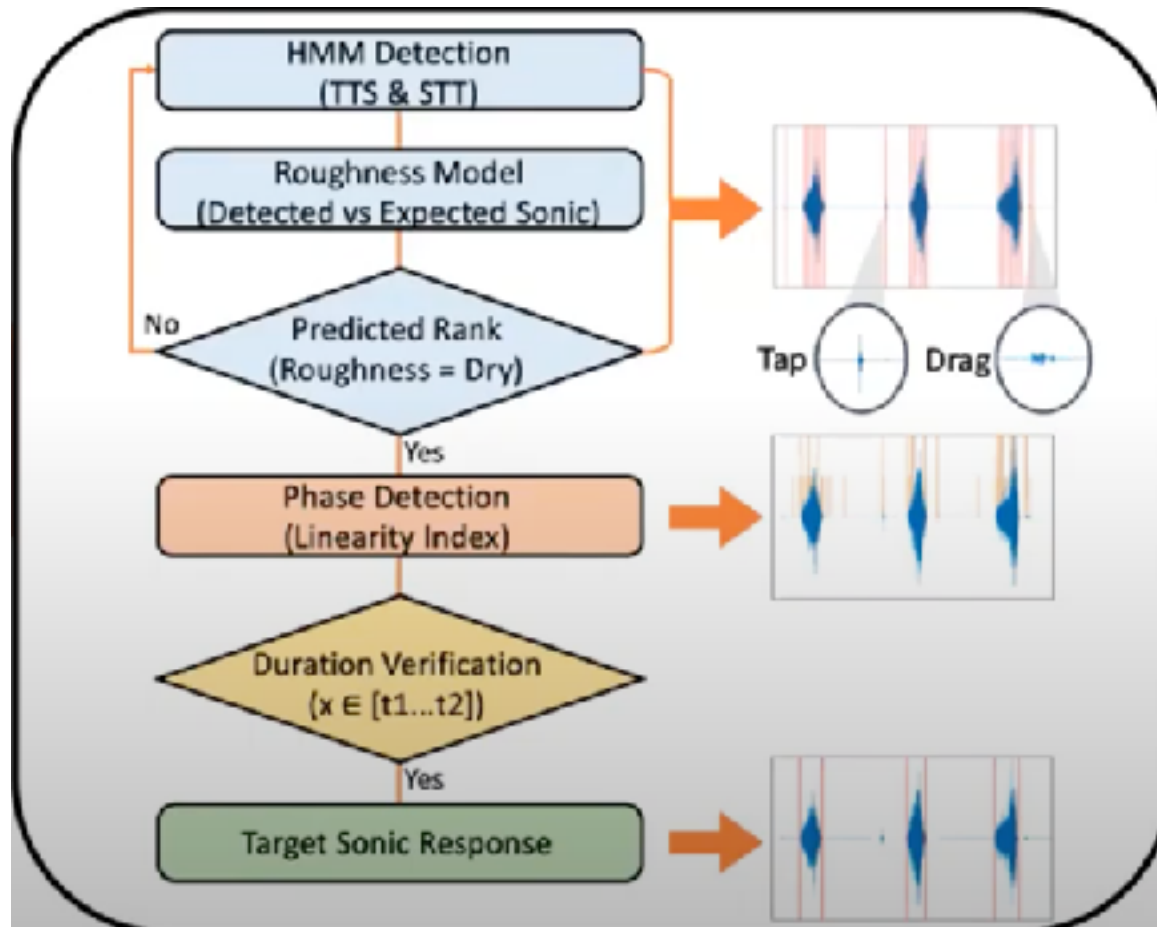 HMM Detection
(TTS & STT)
Roughness Model
(Detected vs Expected Sonic)
No
Predicted Rank
(Roughness = Dry)
Tap
Drag
Yes
Phase Detection
(Linearity Index)
Duration Verification
(x ∈ [t1...t2])
Yes
Target Sonic Response